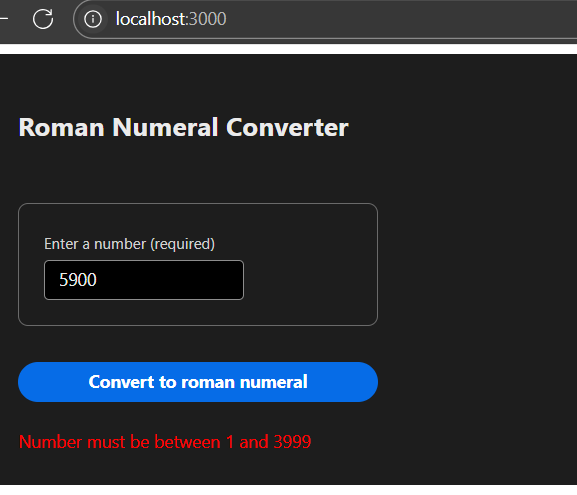 localhost:3000
Roman Numeral Converter
Enter a number (required)
5900
Convert to roman numeral
Number must be between 1 and 3999